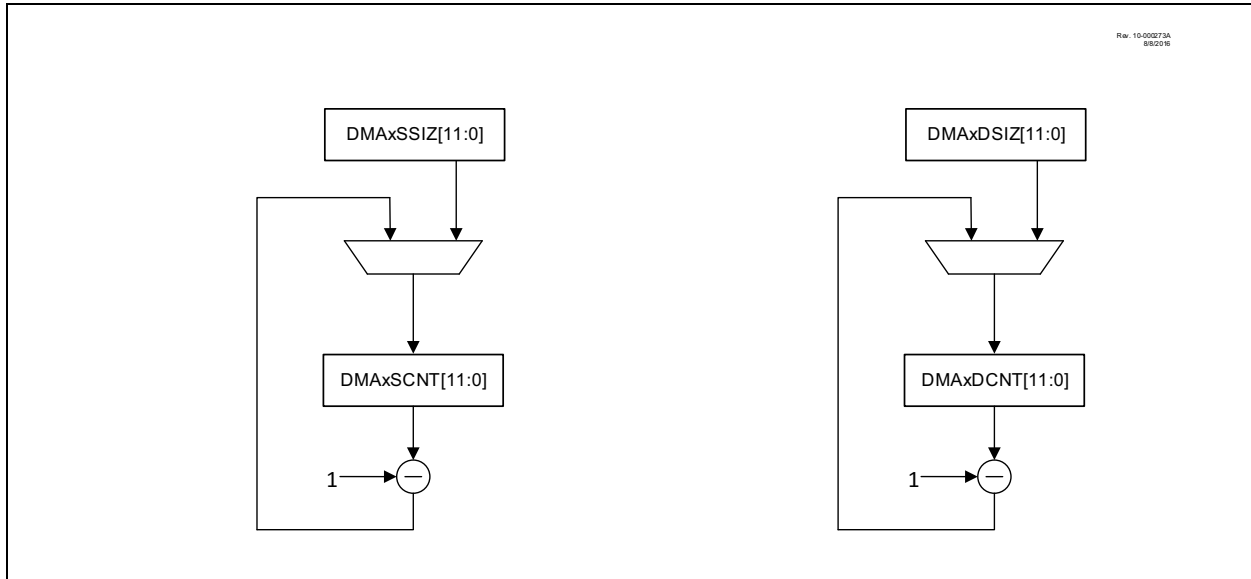 Rev. 10-000273A
8/8/2016
DMAxSSIZ[11:0]
DMAxDSIZ[11:0]
DMAxSCNT[11:0]
DMAxDCNT[11:0]
1
1